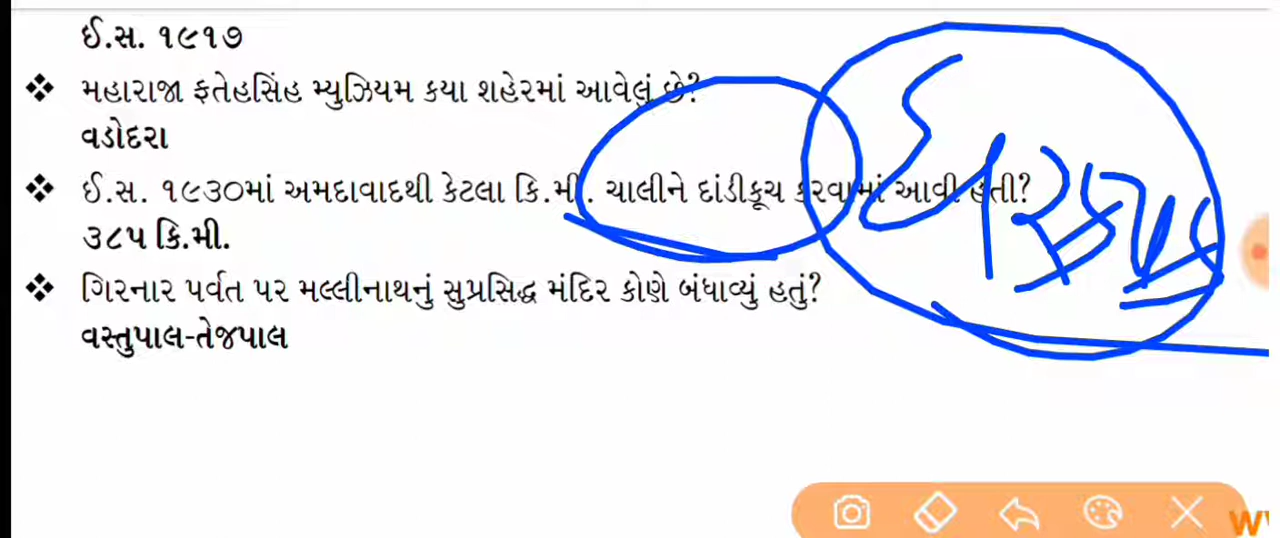 ઈ.સ. ૧૯૧૭
❖ મહારાજા ફતેહસિંહ મ્યુઝિયમ કયા શહેરમાં આવેલું છે?
વડોદરા
❖ ઈ.સ. ૧૯૩૦માં અમદાવાદથી કેટલા કિ.મી. ચાલીને દાંડીકૂચ કરવામાં આવી હતી?
૩૮૫ કિ.મી.
❖ ગિરનાર પર્વત પર મલ્લીનાથનું સુપ્રસિદ્ધ મંદિર કોણે બંધાવ્યું હતું?
વસ્તુપાલ-તેજપાલ